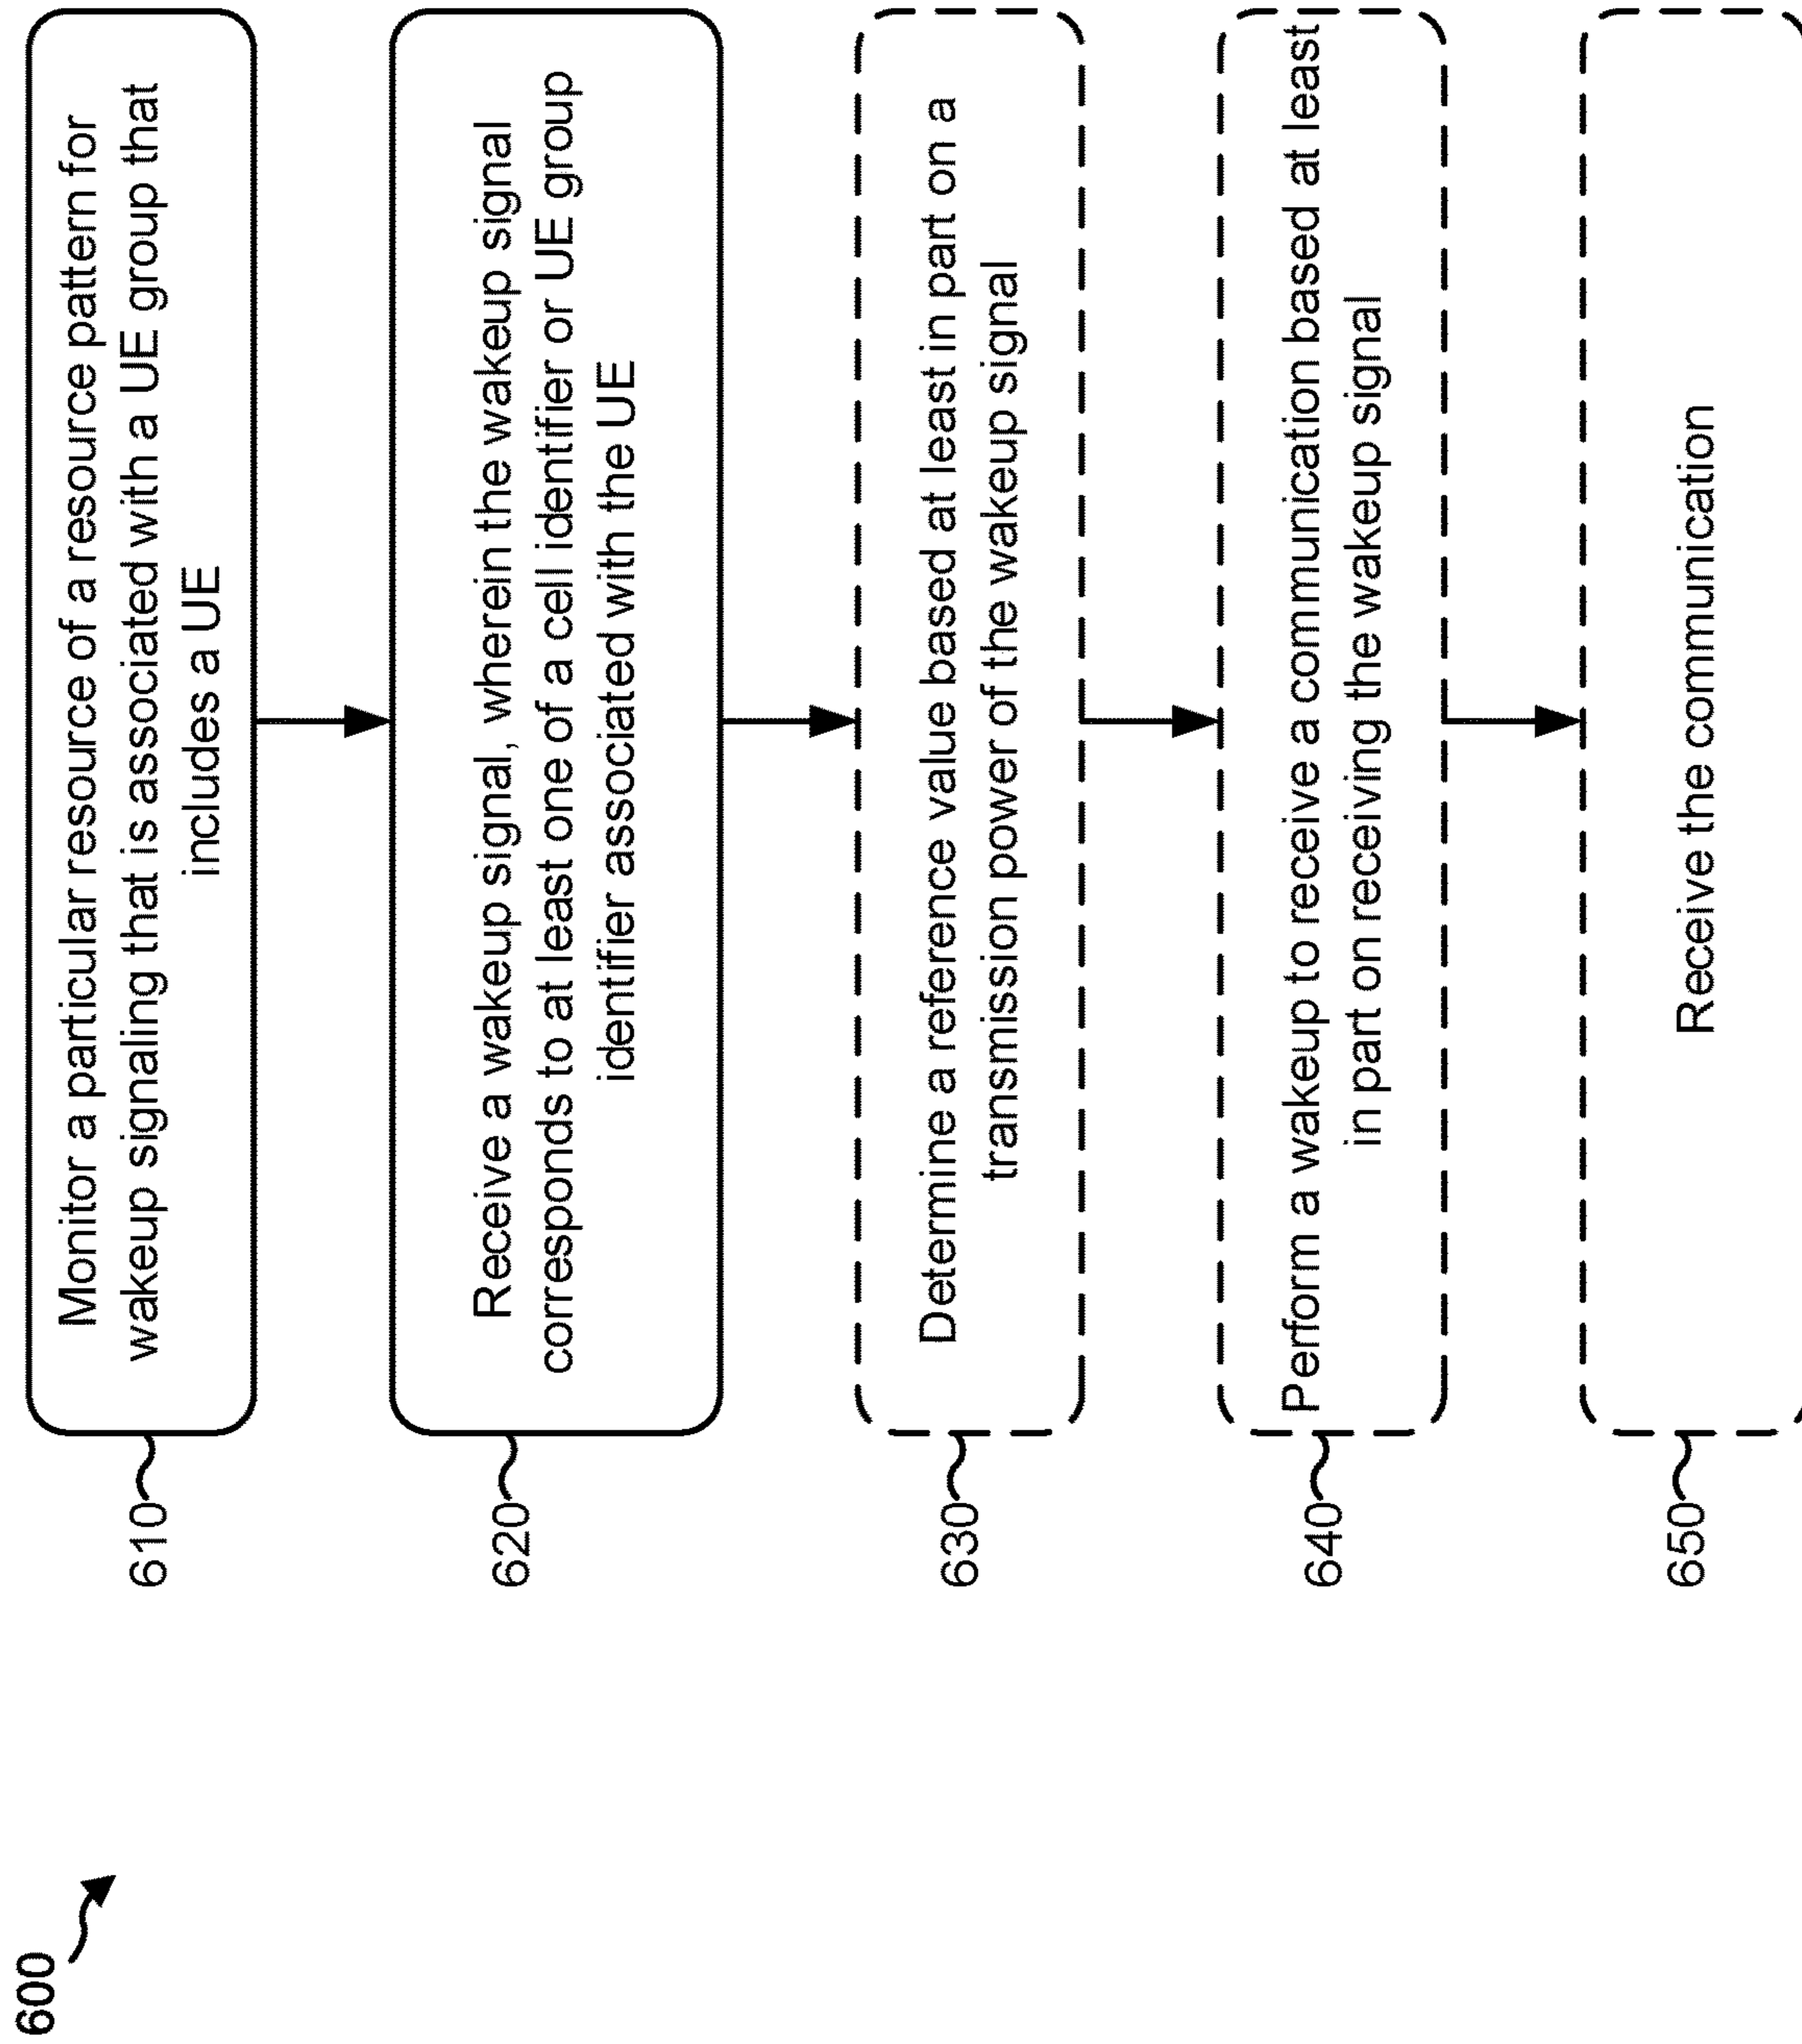 600
610
Monitor a particular resource of a resource pattern for
wakeup signaling that is associated with a UE group that
includes a UE
620
Receive a wakeup signal, wherein the wakeup signal
corresponds to at least one of a cell identifier or UE group
identifier associated with the UE
630
Determine a reference value based at least in part on a
transmission power of the wakeup signal
640
Perform a wakeup to receive a communication based at least
in part on receiving the wakeup signal
650
Receive the communication